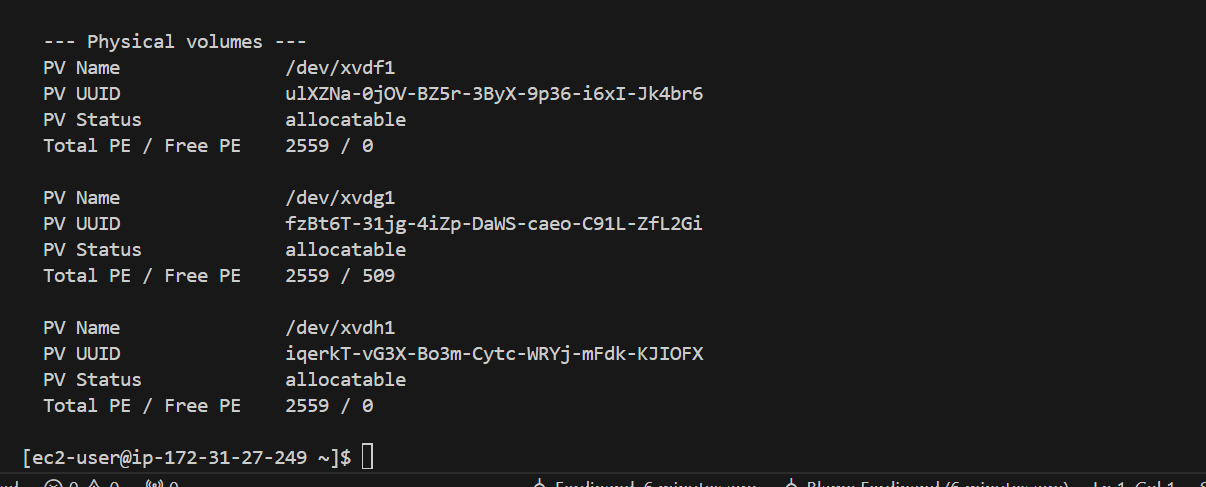 --- Physical volumes ---
PV Name /dev/xvdf1
PV UUID ulXZNa-0jOV-BZ5r-3ByX-9p36-i6xI-Jk4br6
PV Status allocatable
Total PE / Free PE 2559 / 0
PV Name /dev/xvdg1
PV UUID fzBt6T-31jg-4iZp-DaWS-caeo-C91L-ZfL2Gi
PV Status allocatable
Total PE / Free PE 2559 / 509
PV Name /dev/xvdh1
PV UUID iqerkT-vG3X-Bo3m-Cytc-WRYj-mFdk-KJIOFX
PV Status allocatable
Total PE / Free PE 2559 / 0
[ec2-user@ip-172-31-27-249 ~]$